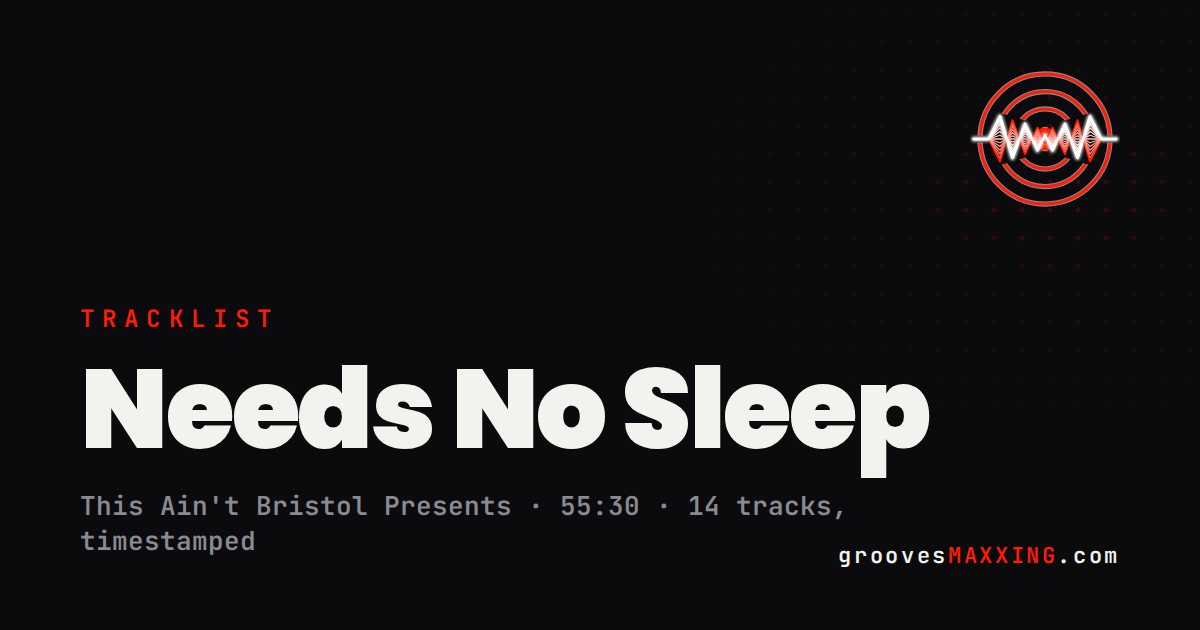 TRACKLIST
Needs No Sleep
This Ain't Bristol Presents · 55:30 · 14 tracks,
timestamped
groovesMAXXING.com